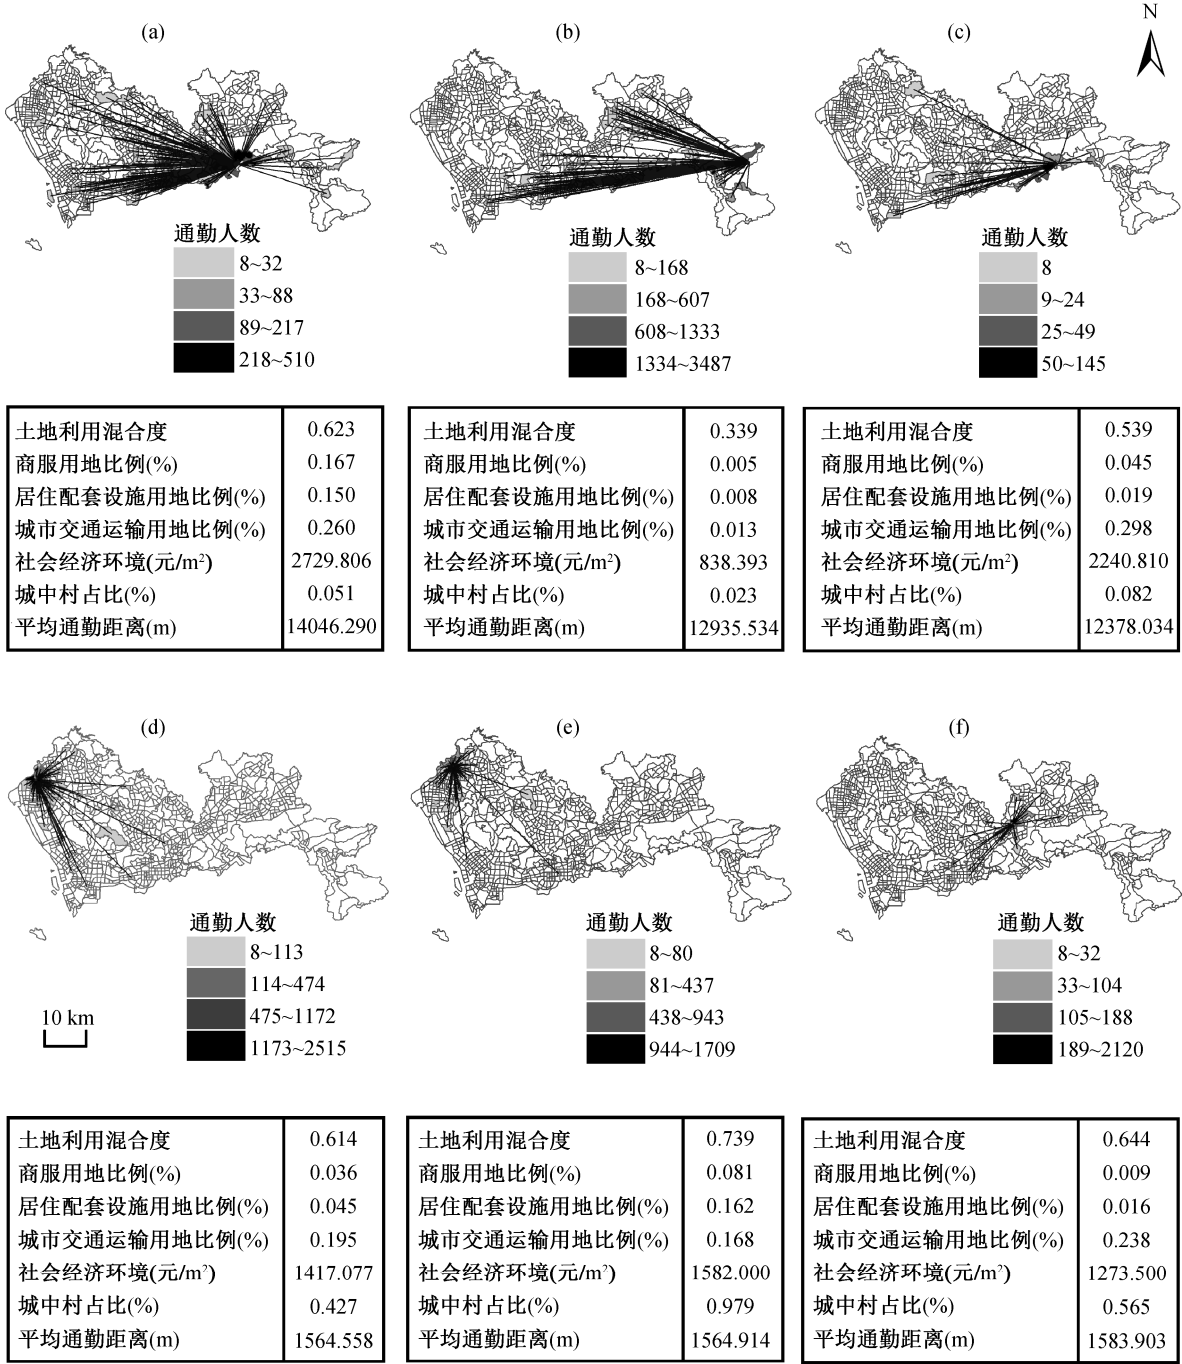 (a)
(b)
(c)
N
通勤人数
8~32
33~88
89~217
218~510
通勤人数
8~168
168~607
608~1333
1334~3487
通勤人数
8
9~24
25~49
50~145
土地利用混合度 0.623
商服用地比例(%) 0.167
居住配套设施用地比例(%) 0.150
城市交通运输用地比例(%) 0.260
社会经济环境(元/m²) 2729.806
城中村占比(%) 0.051
平均通勤距离(m) 14046.290
土地利用混合度 0.339
商服用地比例(%) 0.005
居住配套设施用地比例(%) 0.008
城市交通运输用地比例(%) 0.013
社会经济环境(元/m²) 838.393
城中村占比(%) 0.023
平均通勤距离(m) 12935.534
土地利用混合度 0.539
商服用地比例(%) 0.045
居住配套设施用地比例(%) 0.019
城市交通运输用地比例(%) 0.298
社会经济环境(元/m²) 2240.810
城中村占比(%) 0.082
平均通勤距离(m) 12378.034
(d)
(e)
(f)
通勤人数
8~113
114~474
475~1172
1173~2515
通勤人数
8~80
81~437
438~943
944~1709
通勤人数
8~32
33~104
105~188
189~2120
10 km
土地利用混合度 0.614
商服用地比例(%) 0.036
居住配套设施用地比例(%) 0.045
城市交通运输用地比例(%) 0.195
社会经济环境(元/m²) 1417.077
城中村占比(%) 0.427
平均通勤距离(m) 1564.558
土地利用混合度 0.739
商服用地比例(%) 0.081
居住配套设施用地比例(%) 0.162
城市交通运输用地比例(%) 0.168
社会经济环境(元/m²) 1582.000
城中村占比(%) 0.979
平均通勤距离(m) 1564.914
土地利用混合度 0.644
商服用地比例(%) 0.009
居住配套设施用地比例(%) 0.016
城市交通运输用地比例(%) 0.238
社会经济环境(元/m²) 1273.500
城中村占比(%) 0.565
平均通勤距离(m) 1583.903